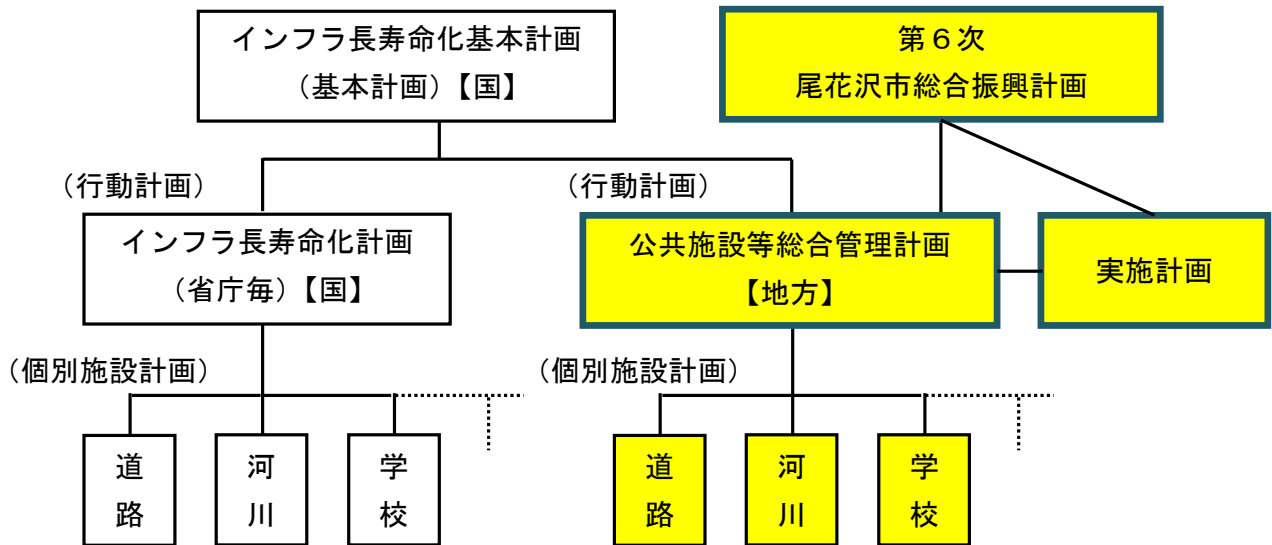 インフラ長寿命化基本計画
（基本計画）【国】
第６次
尾花沢市総合振興計画
（行動計画）
（行動計画）
インフラ長寿命化計画
（省庁毎）【国】
公共施設等総合管理計画
【地方】
実施計画
（個別施設計画）
（個別施設計画）
道路
河川
学校
道路
河川
学校